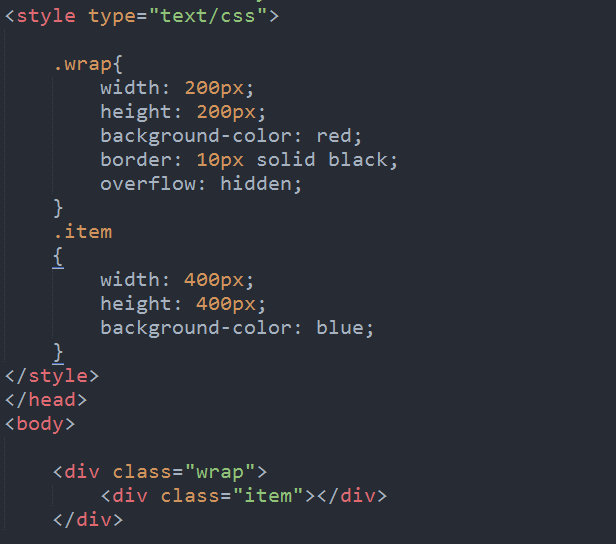 <style type="text/css">
.wrap{
width: 200px;
height: 200px;
background-color: red;
border: 10px solid black;
overflow: hidden;
}
.item
{
width: 400px;
height: 400px;
background-color: blue;
}
</style>
</head>
<body>
<div class="wrap">
<div class="item"></div>
</div>